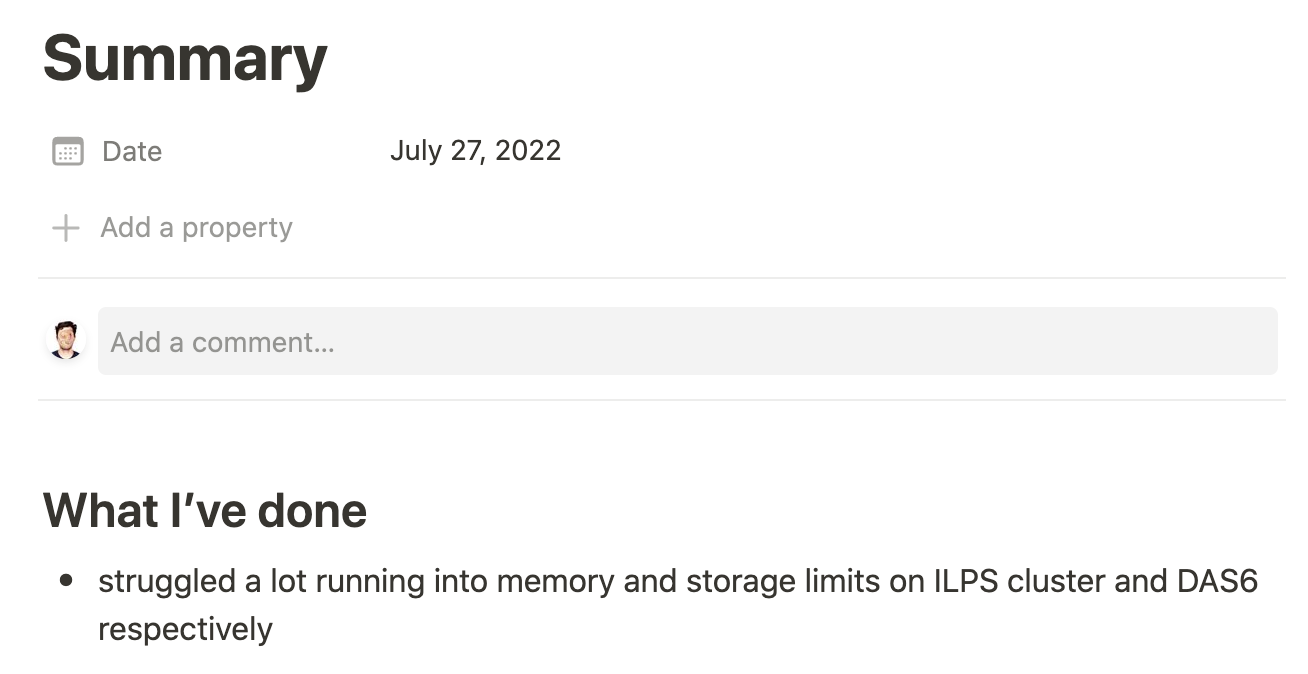 Summary
Date July 27, 2022
Add a property
Add a comment...
What I’ve done
• struggled a lot running into memory and storage limits on ILPS cluster and DAS6
respectively